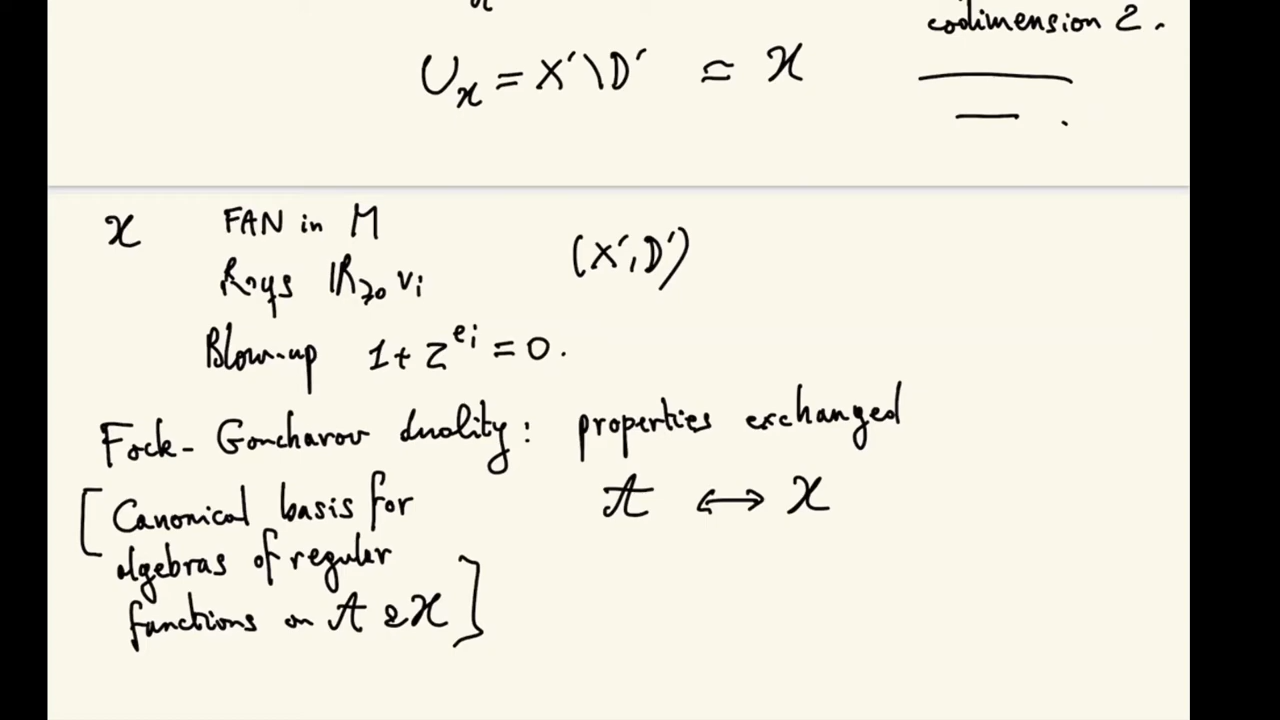 codimension 2.
U_x = X'\D' ≃ X
X FAN in M
Rays ℝ≥0 vi (X', D')
Blow-up 1 + z^{ei} = 0.
Fock-Goncharov duality: properties exchanged
[Canonical basis for A ↔ X
algebras of regular
functions on A & X]